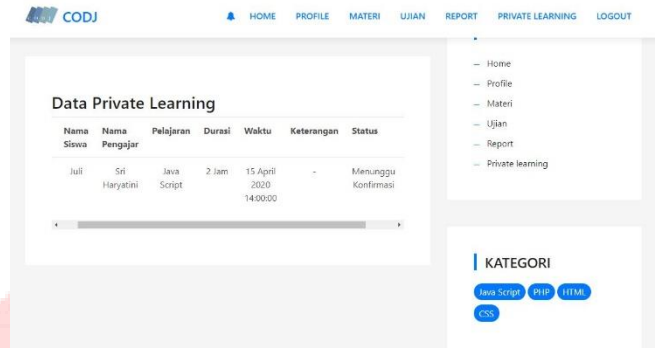 CODJ
HOME PROFILE MATERI UJIAN REPORT PRIVATE LEARNING LOGOUT
Data Private Learning
Nama Siswa Nama Pengajar Pelajaran Durasi Waktu Keterangan Status
Juli Sri Haryatini Java Script 2 Jam 15 April 2020 14:00:00 - Menunggu Konfirmasi
— Home
— Profile
— Materi
— Ujian
— Report
— Private learning
KATEGORI
Java Script PHP HTML
CSS